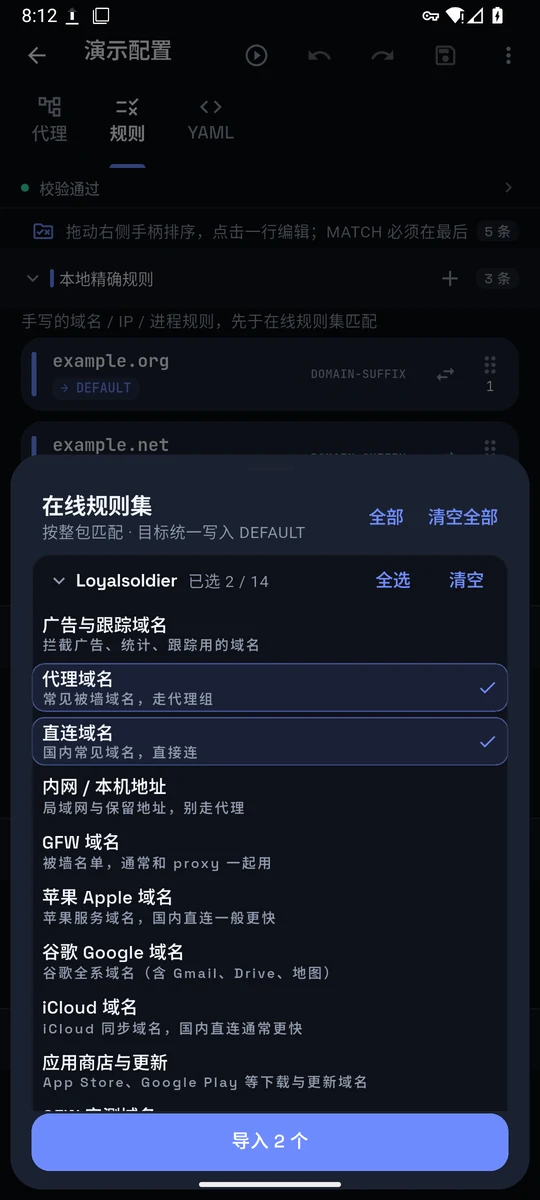 8:12
演示配置
代理
规则
YAML
校验通过
拖动右侧手柄排序，点击一行编辑；MATCH 必须在最后
5 条
本地精确规则
3 条
手写的域名 / IP / 进程规则，先于在线规则集匹配
example.org
→ DEFAULT
DOMAIN-SUFFIX
1
example.net
在线规则集
按整包匹配 · 目标统一写入 DEFAULT
全部
清空全部
Loyalsoldier 已选 2 / 14
全选
清空
广告与跟踪域名
拦截广告、统计、跟踪用的域名
代理域名
常见被墙域名，走代理组
直连域名
国内常见域名，直接连
内网 / 本机地址
局域网与保留地址，别走代理
GFW 域名
被墙名单，通常和 proxy 一起用
苹果 Apple 域名
苹果服务域名，国内直连一般更快
谷歌 Google 域名
谷歌全系域名（含 Gmail、Drive、地图）
iCloud 域名
iCloud 同步域名，国内直连通常更快
应用商店与更新
App Store、Google Play 等下载与更新域名
导入 2 个